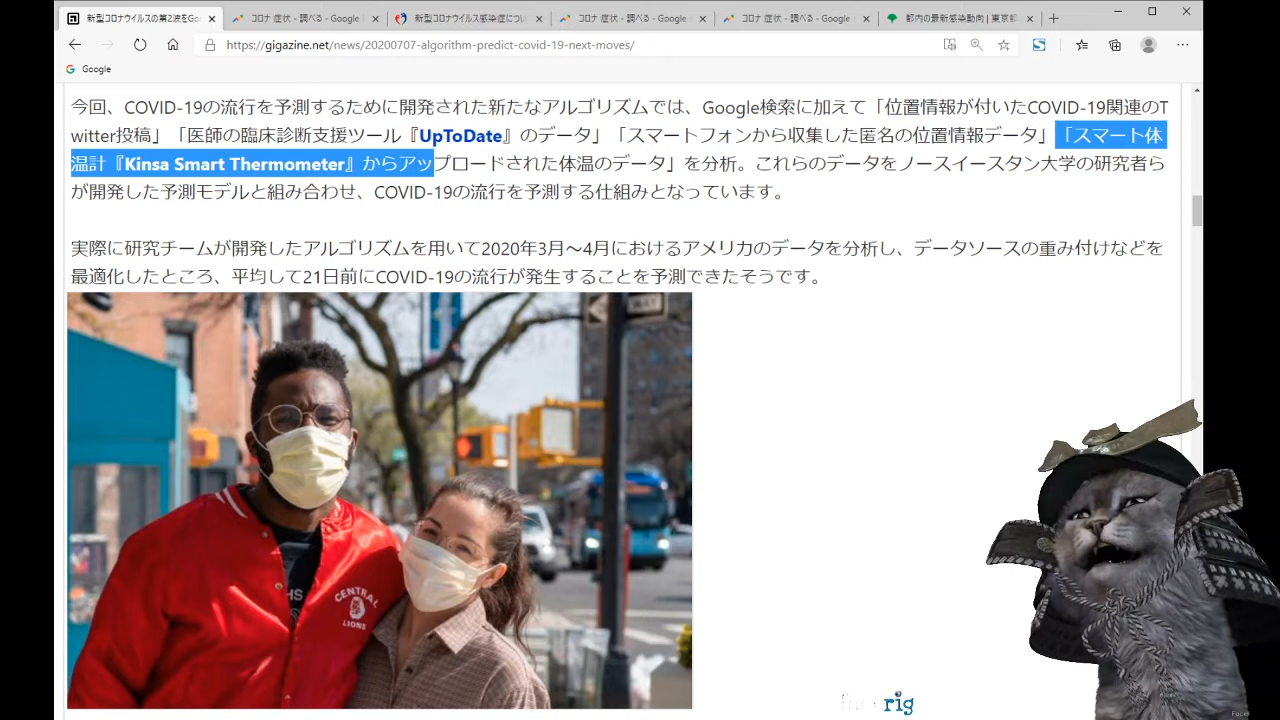 新型コロナウイルスの第2波をGo
コロナ 症状 - 調べる - Google
新型コロナウイルス感染症につい
コロナ 症状 - 調べる - Google
コロナ 症状 - 調べる - Google
都内の最新感染動向 | 東京都
https://gigazine.net/news/20200707-algorithm-predict-covid-19-next-moves/
Google
今回、COVID-19の流行を予測するために開発された新たなアルゴリズムでは、Google検索に加えて「位置情報が付いたCOVID-19関連のT
witter投稿」「医師の臨床診断支援ツール『UpToDate』のデータ」「スマートフォンから収集した匿名の位置情報データ」「スマート体
温計『Kinsa Smart Thermometer』からアップロードされた体温のデータ」を分析。これらのデータをノースイースタン大学の研究者ら
が開発した予測モデルと組み合わせ、COVID-19の流行を予測する仕組みとなっています。
実際に研究チームが開発したアルゴリズムを用いて2020年3月～4月におけるアメリカのデータを分析し、データソースの重み付けなどを
最適化したところ、平均して21日前にCOVID-19の流行が発生することを予測できたそうです。
WAY
HS
CENTRAL
LIONS
rig